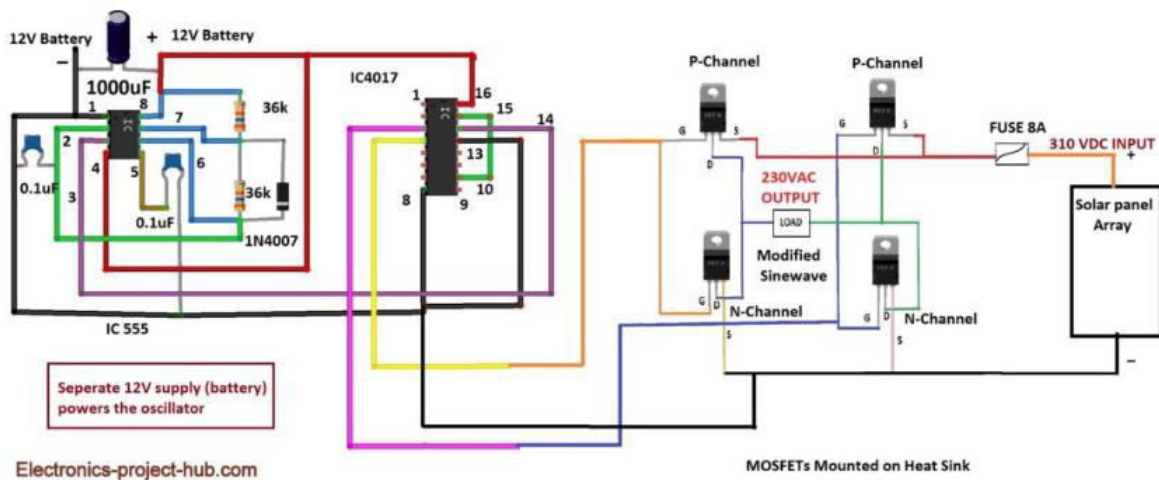 12V Battery
+ 12V Battery
−
1000uF
IC4017
1
8
7
2
6
4
5
3
IC
36k
36k
0.1uF
0.1uF
1N4007
IC 555
1
16
15
14
13
10
8
9
IC
P-Channel
P-Channel
G
S
D
G
S
D
FUSE 8A
310 VDC INPUT
+
230VAC
OUTPUT
LOAD
Modified
Sinewave
Solar panel
Array
G
D
S
N-Channel
G
D
S
N-Channel
−
Seperate 12V supply (battery)
powers the oscillator
Electronics-project-hub.com
MOSFETs Mounted on Heat Sink